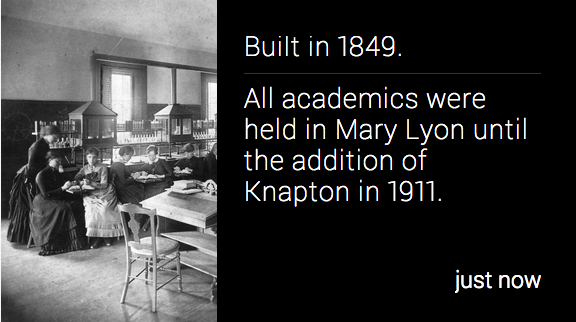 Built in 1849.
All academics were
held in Mary Lyon until
the addition of
Knapton in 1911.
just now